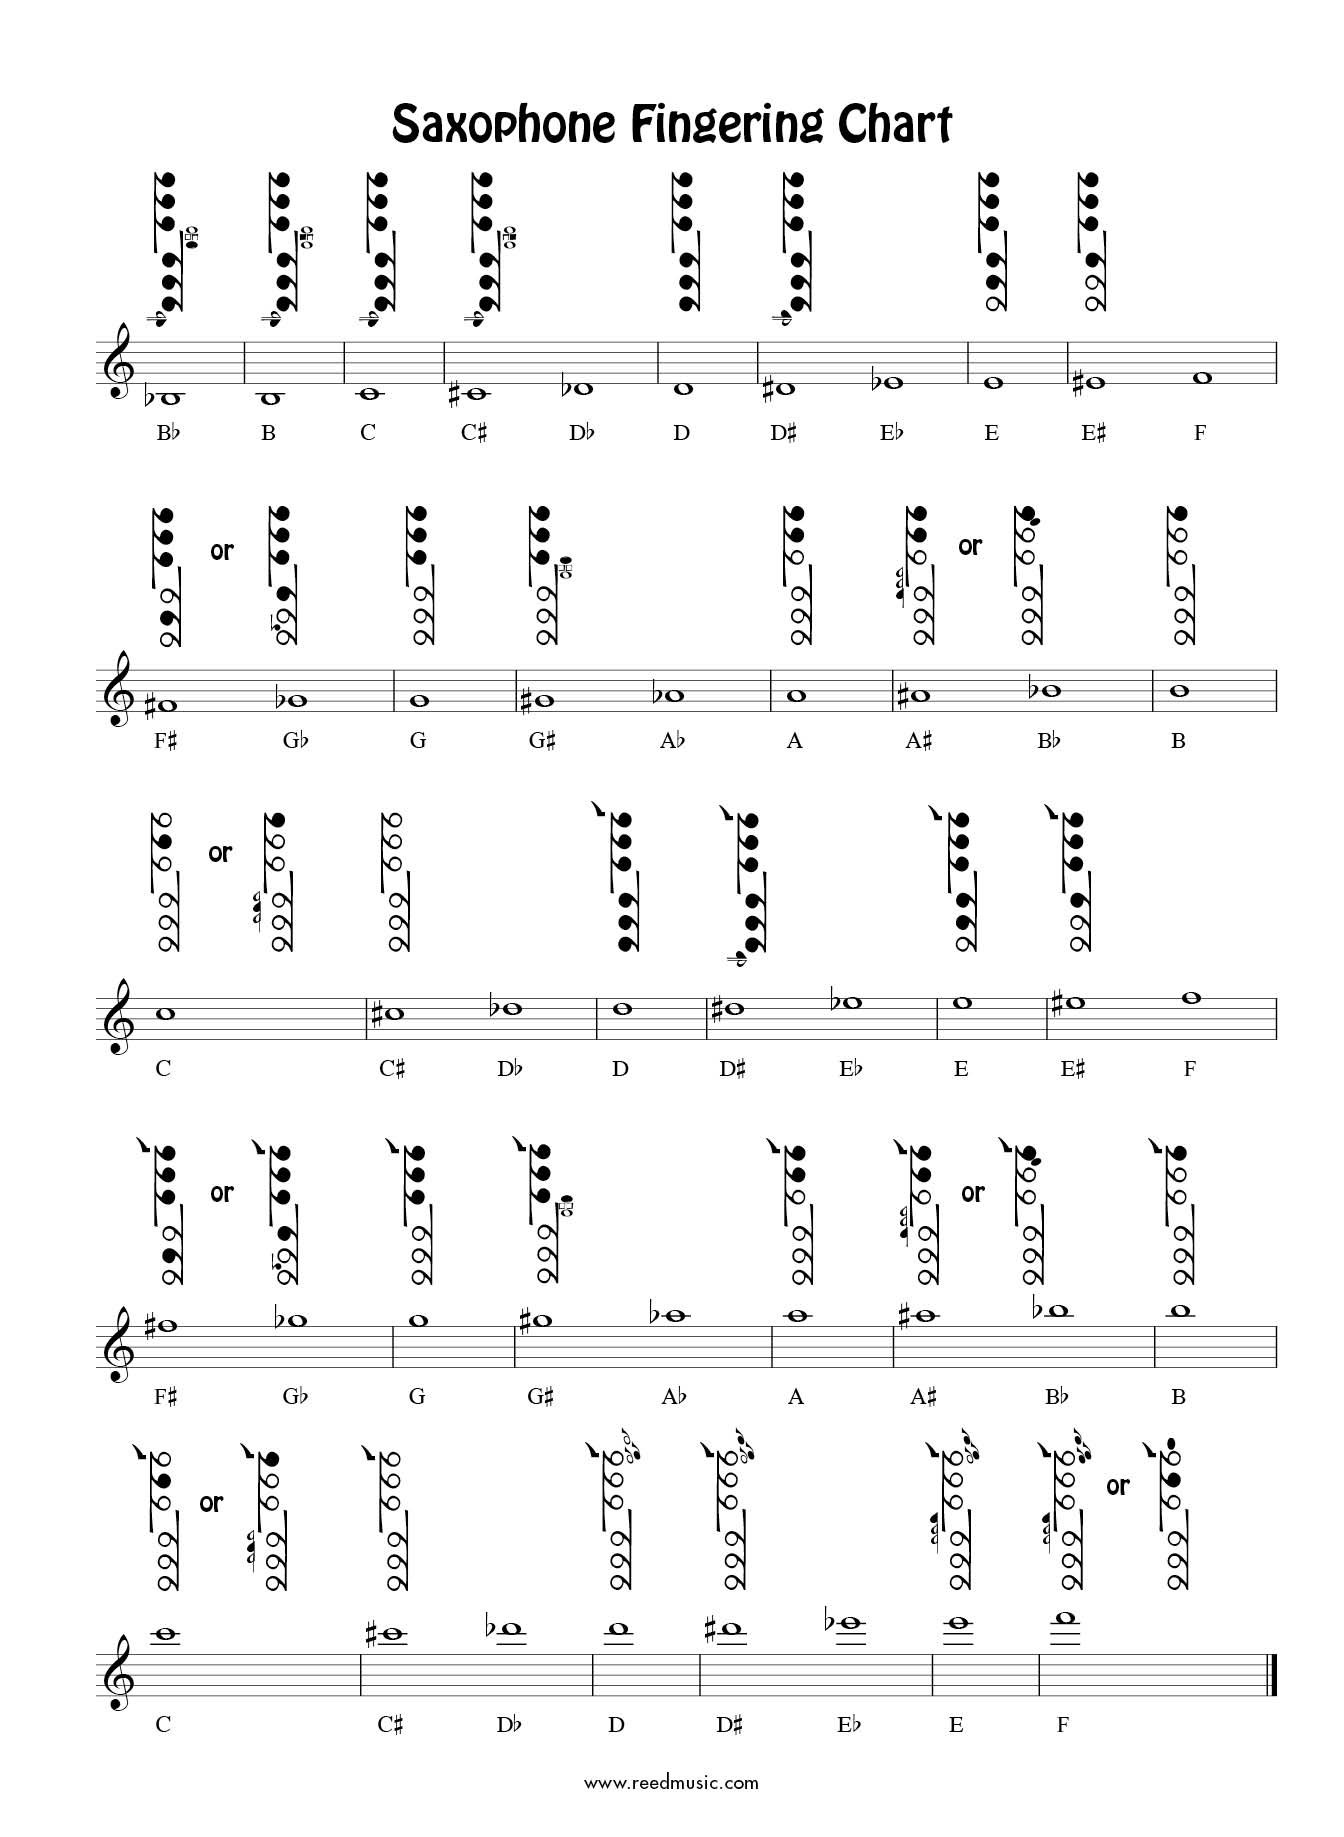 Saxophone Fingering Chart
B♭ B C C♯ D♭ D D♯ E♭ E E♯ F
or or
F♯ G♭ G G♯ A♭ A A♯ B♭ B
or
C C♯ D♭ D D♯ E♭ E E♯ F
or or
F♯ G♭ G G♯ A♭ A A♯ B♭ B
or or
C C♯ D♭ D D♯ E♭ E F
www.reedmusic.com